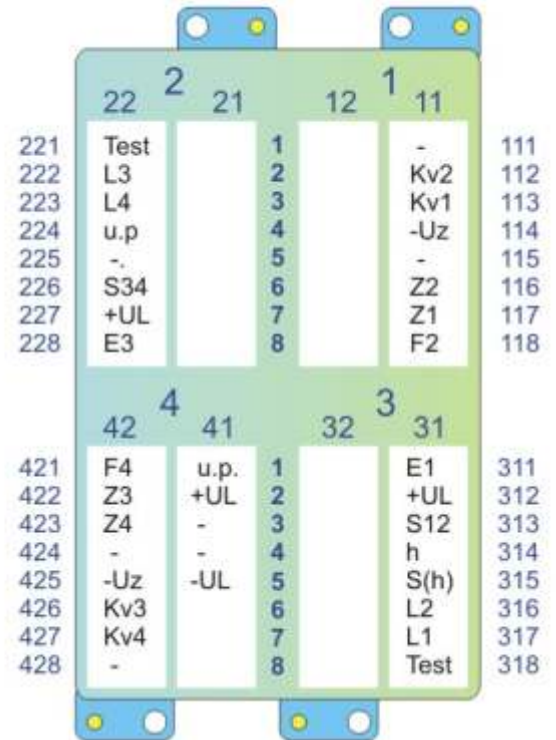 2 1
22 21 12 11
221 Test 1 - 111
222 L3 2 Kv2 112
223 L4 3 Kv1 113
224 u.p 4 -Uz 114
225 -. 5 - 115
226 S34 6 Z2 116
227 +UL 7 Z1 117
228 E3 8 F2 118
4 3
42 41 32 31
421 F4 u.p. 1 E1 311
422 Z3 +UL 2 +UL 312
423 Z4 - 3 S12 313
424 - - 4 h 314
425 -Uz -UL 5 S(h) 315
426 Kv3 6 L2 316
427 Kv4 7 L1 317
428 - 8 Test 318